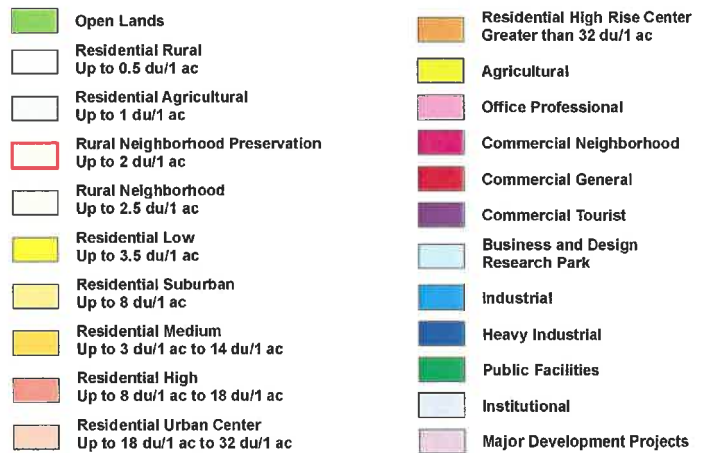 Open Lands
Residential Rural
Up to 0.5 du/1 ac
Residential Agricultural
Up to 1 du/1 ac
Rural Neighborhood Preservation
Up to 2 du/1 ac
Rural Neighborhood
Up to 2.5 du/1 ac
Residential Low
Up to 3.5 du/1 ac
Residential Suburban
Up to 8 du/1 ac
Residential Medium
Up to 3 du/1 ac to 14 du/1 ac
Residential High
Up to 8 du/1 ac to 18 du/1 ac
Residential Urban Center
Up to 18 du/1 ac to 32 du/1 ac
Residential High Rise Center
Greater than 32 du/1 ac
Agricultural
Office Professional
Commercial Neighborhood
Commercial General
Commercial Tourist
Business and Design
Research Park
Industrial
Heavy Industrial
Public Facilities
Institutional
Major Development Projects